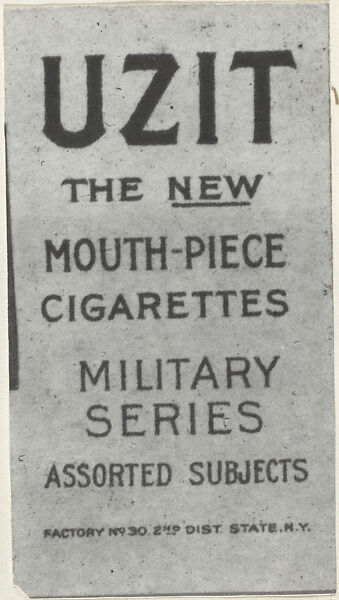 UZIT
THE NEW
MOUTH-PIECE
CIGARETTES
MILITARY
SERIES
ASSORTED SUBJECTS
FACTORY No 30 2ND DIST. STATE. N.Y.